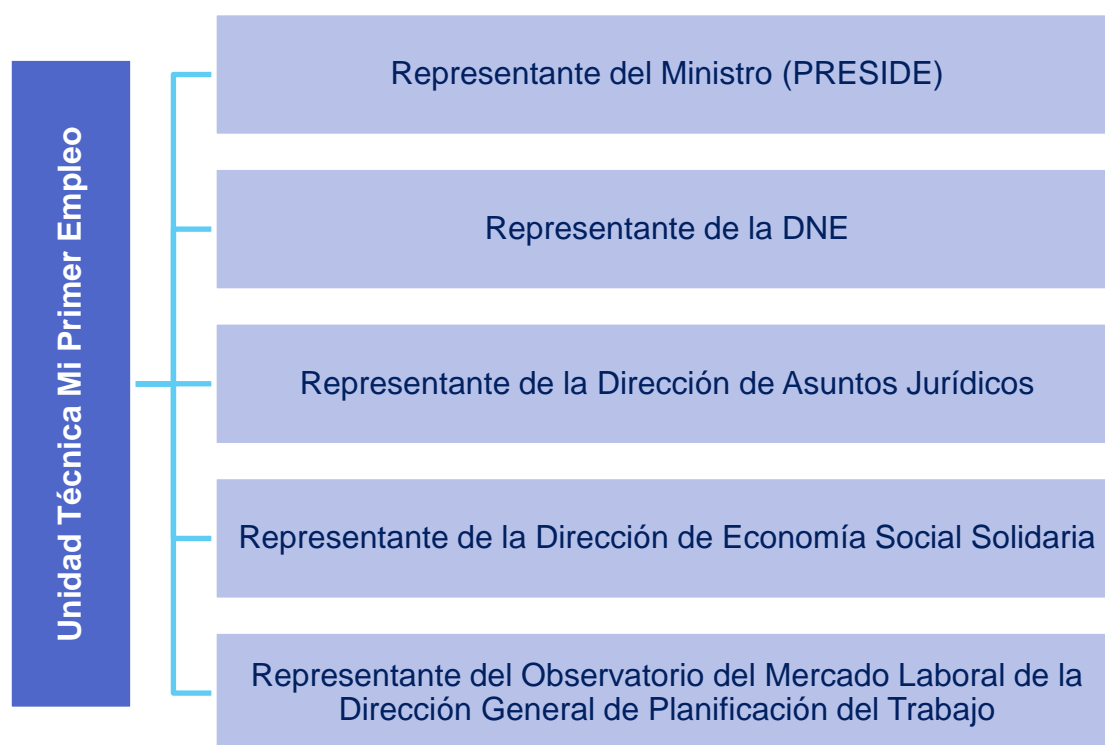 Unidad Técnica Mi Primer Empleo
Representante del Ministro (PRESIDE)
Representante de la DNE
Representante de la Dirección de Asuntos Jurídicos
Representante de la Dirección de Economía Social Solidaria
Representante del Observatorio del Mercado Laboral de la
Dirección General de Planificación del Trabajo